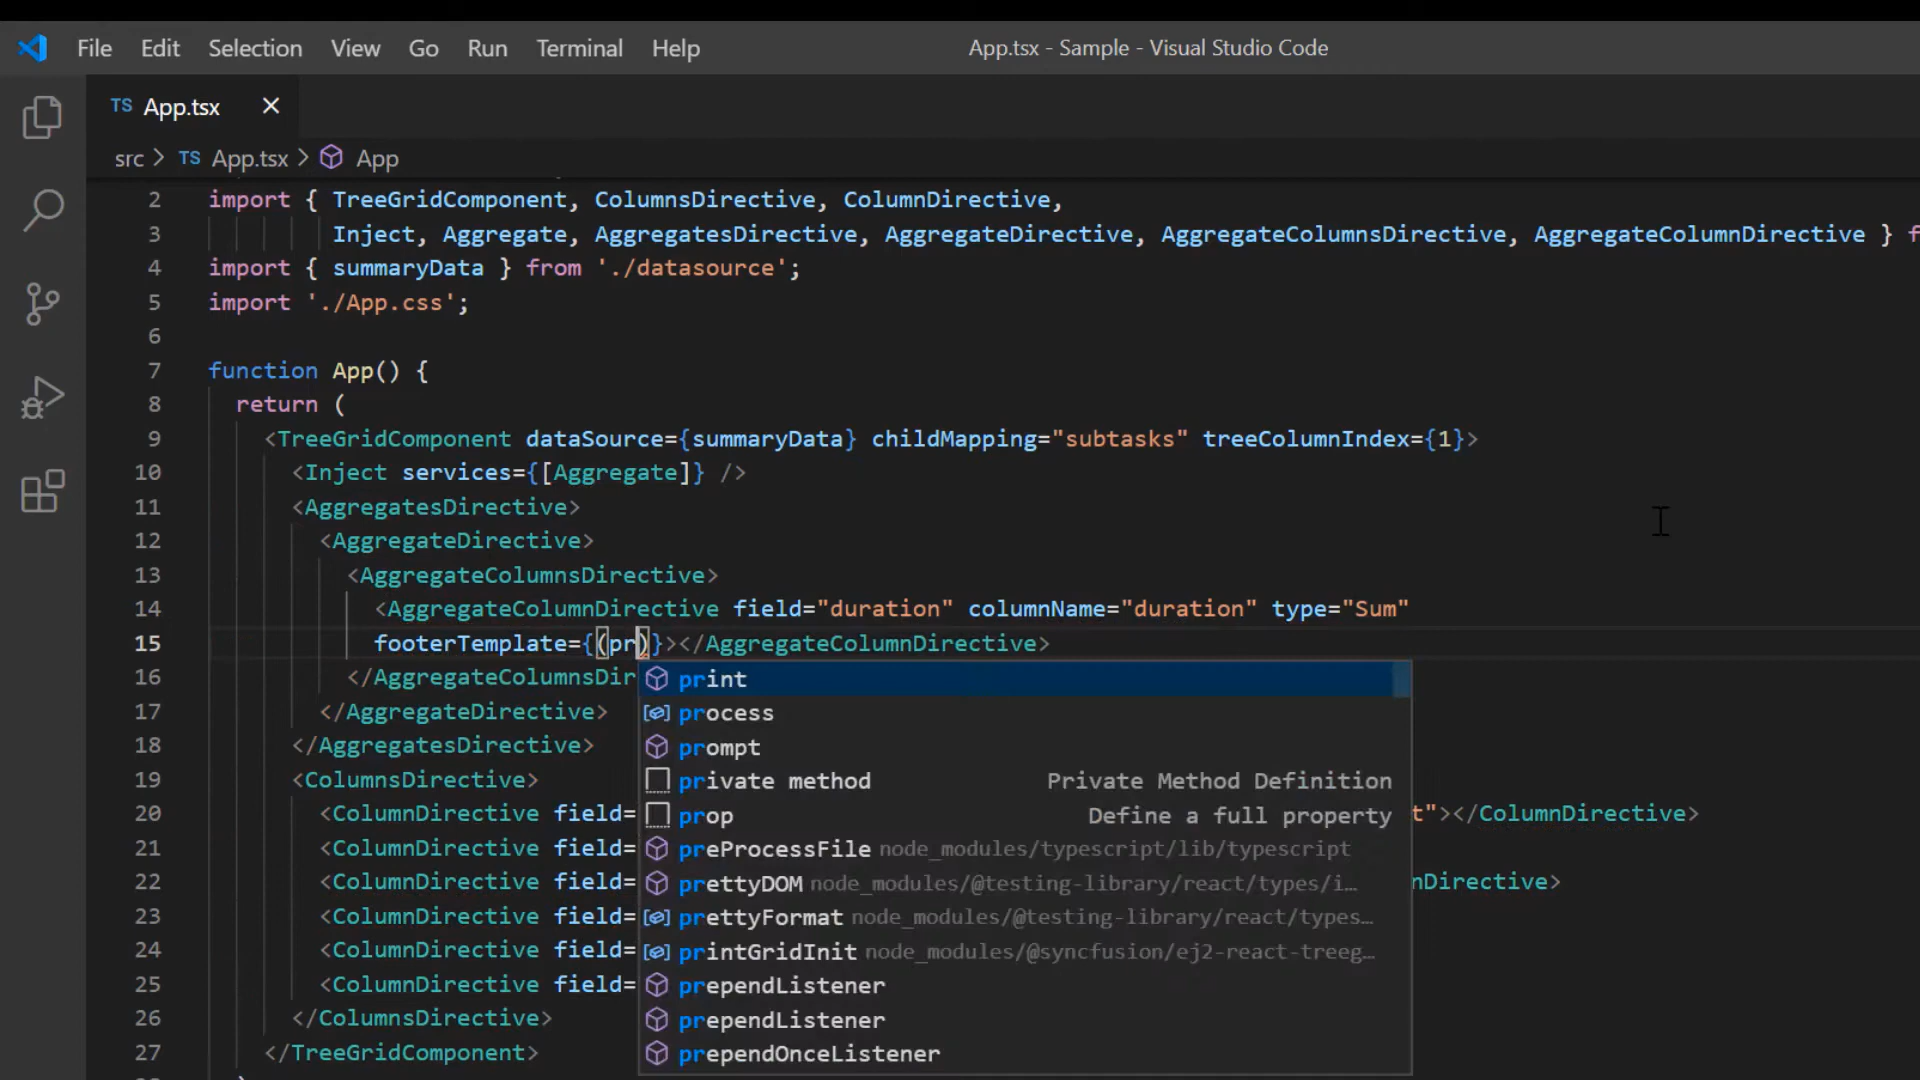 File Edit Selection View Go Run Terminal Help App.tsx - Sample - Visual Studio Code
TS App.tsx ×
src > TS App.tsx > App
2 import { TreeGridComponent, ColumnsDirective, ColumnDirective,
3 Inject, Aggregate, AggregatesDirective, AggregateDirective, AggregateColumnsDirective, AggregateColumnDirective } f
4 import { summaryData } from './datasource';
5 import './App.css';
6
7 function App() {
8 return (
9 <TreeGridComponent dataSource={summaryData} childMapping="subtasks" treeColumnIndex={1}>
10 <Inject services={[Aggregate]} />
11 <AggregatesDirective>
12 <AggregateDirective>
13 <AggregateColumnsDirective>
14 <AggregateColumnDirective field="duration" columnName="duration" type="Sum"
15 footerTemplate={(pr)}></AggregateColumnDirective>
16 </AggregateColumnsDir
print
17 </AggregateDirective>
process
18 </AggregatesDirective>
prompt
19 <ColumnsDirective>
private method Private Method Definition
20 <ColumnDirective field=
prop Define a full property
t"></ColumnDirective>
21 <ColumnDirective field=
preProcessFile node_modules/typescript/lib/typescript
22 <ColumnDirective field=
prettyDOM node_modules/@testing-library/react/types/i…
nDirective>
23 <ColumnDirective field=
prettyFormat node_modules/@testing-library/react/types…
24 <ColumnDirective field=
printGridInit node_modules/@syncfusion/ej2-react-treeg…
25 <ColumnDirective field=
prependListener
26 </ColumnsDirective>
prependListener
27 </TreeGridComponent>
prependOnceListener